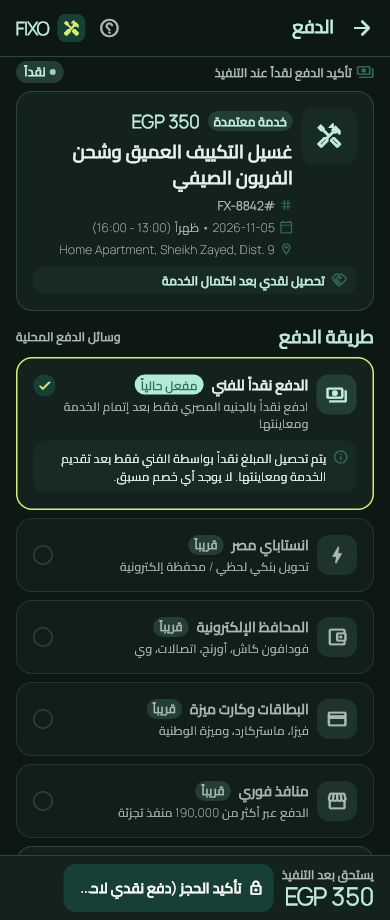 الدفع
FIXO
تأكيد الدفع نقداً عند التنفيذ
نقداً
خدمة معتمدة
EGP 350
غسيل التكييف العميق وشحن
الفريون الصيفي
FX-8842#
2026-11-05 • ظهراً (13:00 - 16:00)
Home Apartment, Sheikh Zayed, Dist. 9
تحصيل نقدي بعد اكتمال الخدمة
طريقة الدفع
وسائل الدفع المحلية
الدفع نقداً للفني
مفعل حالياً
ادفع نقداً بالجنيه المصري فقط بعد إتمام الخدمة
ومعاينتها
يتم تحصيل المبلغ نقداً بواسطة الفني فقط بعد تقديم
الخدمة ومعاينتها. لا يوجد أي خصم مسبق.
انستاباي مصر
قريباً
تحويل بنكي لحظي / محفظة إلكترونية
المحافظ الإلكترونية
قريباً
فودافون كاش، أورنج، اتصالات، وي
البطاقات وكارت ميزة
قريباً
فيزا، ماستركارد، وميزة الوطنية
منافذ فوري
قريباً
الدفع عبر أكثر من 190,000 منفذ تجزئة
يستحق بعد التنفيذ
EGP 350
تأكيد الحجز (دفع نقدي لاحـ...